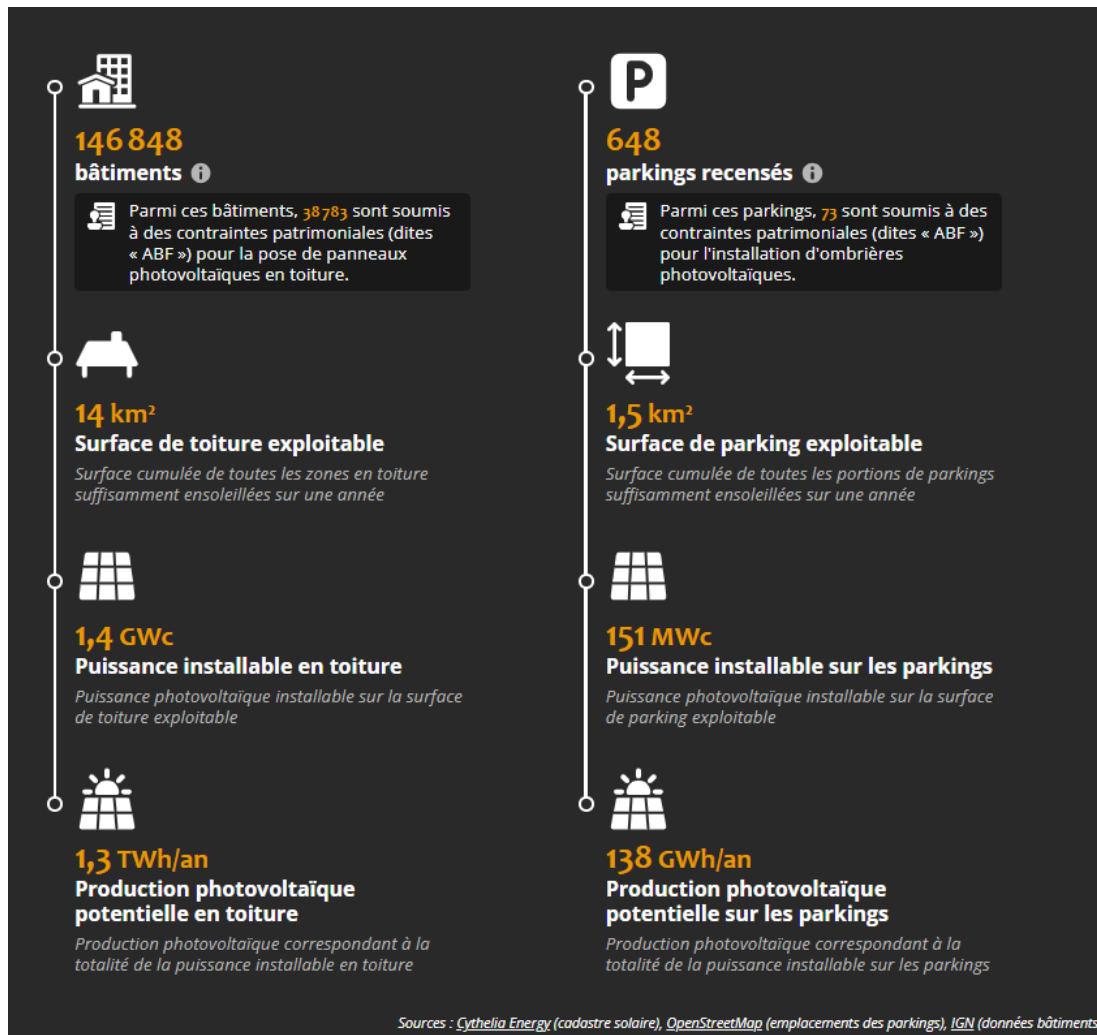 146 848
bâtiments
Parmi ces bâtiments, 38 783 sont soumis
à des contraintes patrimoniales (dites
« ABF ») pour la pose de panneaux
photovoltaïques en toiture.
14 km²
Surface de toiture exploitable
Surface cumulée de toutes les zones en toiture
suffisamment ensoleillées sur une année
1,4 GWc
Puissance installable en toiture
Puissance photovoltaïque installable sur la surface
de toiture exploitable
1,3 TWh/an
Production photovoltaïque
potentielle en toiture
Production photovoltaïque correspondant à la
totalité de la puissance installable en toiture
P
648
parkings recensés
Parmi ces parkings, 73 sont soumis à des
contraintes patrimoniales (dites « ABF »)
pour l'installation d'ombrières
photovoltaïques.
1,5 km²
Surface de parking exploitable
Surface cumulée de toutes les portions de parkings
suffisamment ensoleillées sur une année
151 MWc
Puissance installable sur les parkings
Puissance photovoltaïque installable sur la surface
de parking exploitable
138 GWh/an
Production photovoltaïque
potentielle sur les parkings
Production photovoltaïque correspondant à la
totalité de la puissance installable sur les parkings
Sources : Cythelia Energy (cadastre solaire), OpenStreetMap (emplacements des parkings), IGN (données bâtiments